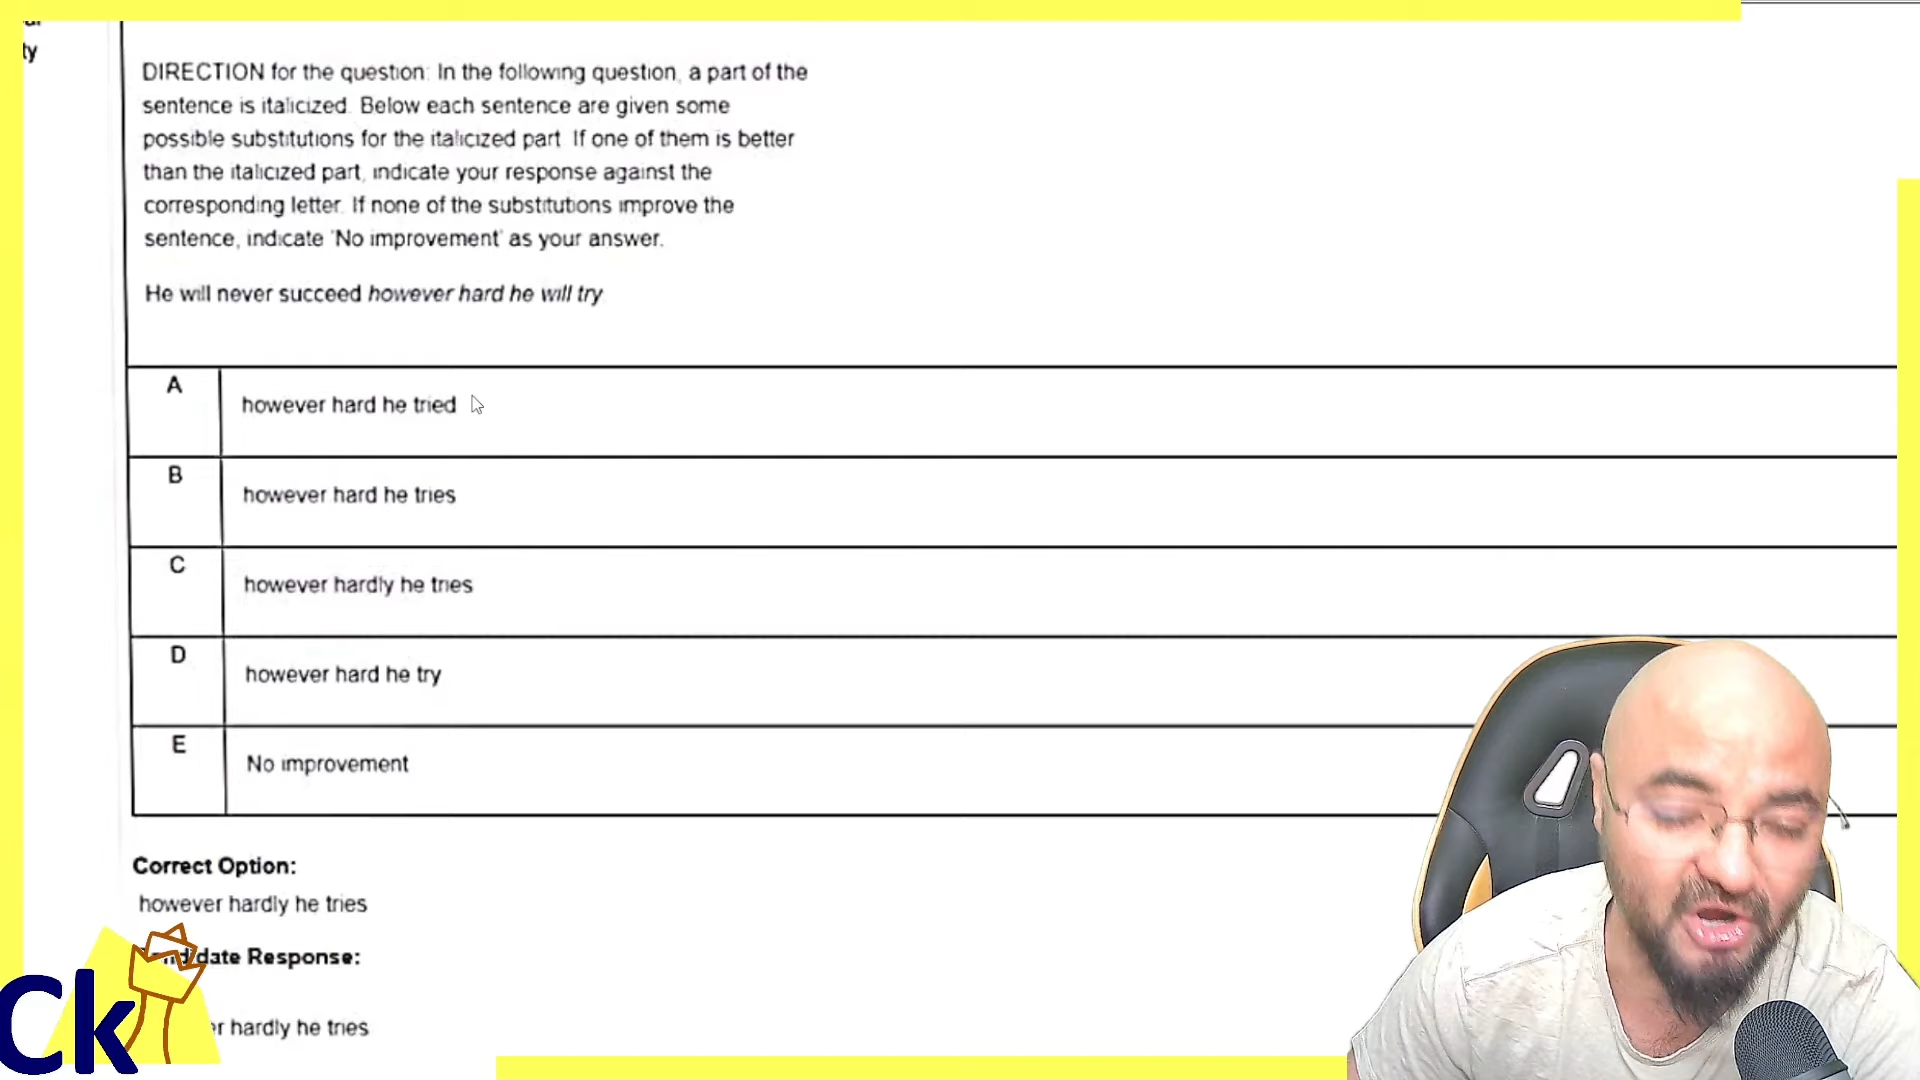 ty
DIRECTION for the question: In the following question, a part of the
sentence is italicized. Below each sentence are given some
possible substitutions for the italicized part. If one of them is better
than the italicized part, indicate your response against the
corresponding letter. If none of the substitutions improve the
sentence, indicate 'No improvement' as your answer.
He will never succeed however hard he will try
A
however hard he tried
B
however hard he tries
C
however hardly he tries
D
however hard he try
E
No improvement
Correct Option:
however hardly he tries
date Response:
er hardly he tries
Ck